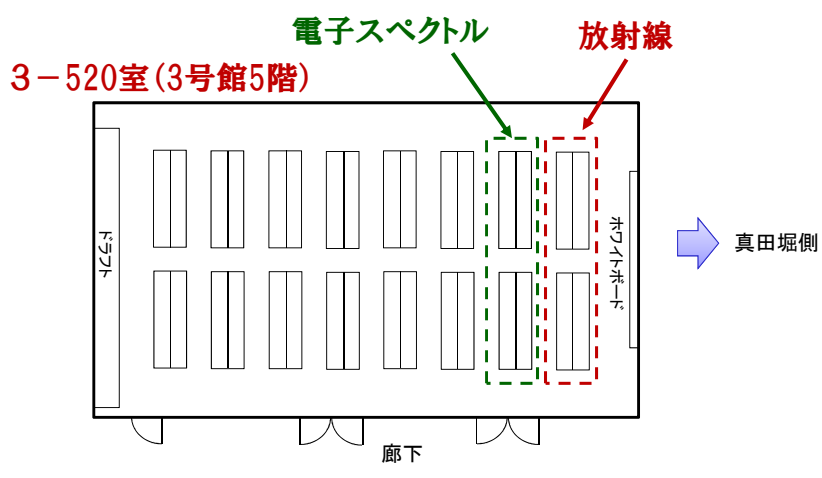 電子スペクトル
放射線
３－520室(3号館5階)
ドラフト
ホワイトボード
真田堀側
廊下